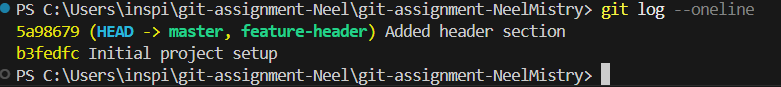 PS C:\Users\inspi\git-assignment-Neel\git-assignment-NeelMistry> git log --oneline
5a98679 (HEAD -> master, feature-header) Added header section
b3fedfc Initial project setup
PS C:\Users\inspi\git-assignment-Neel\git-assignment-NeelMistry>